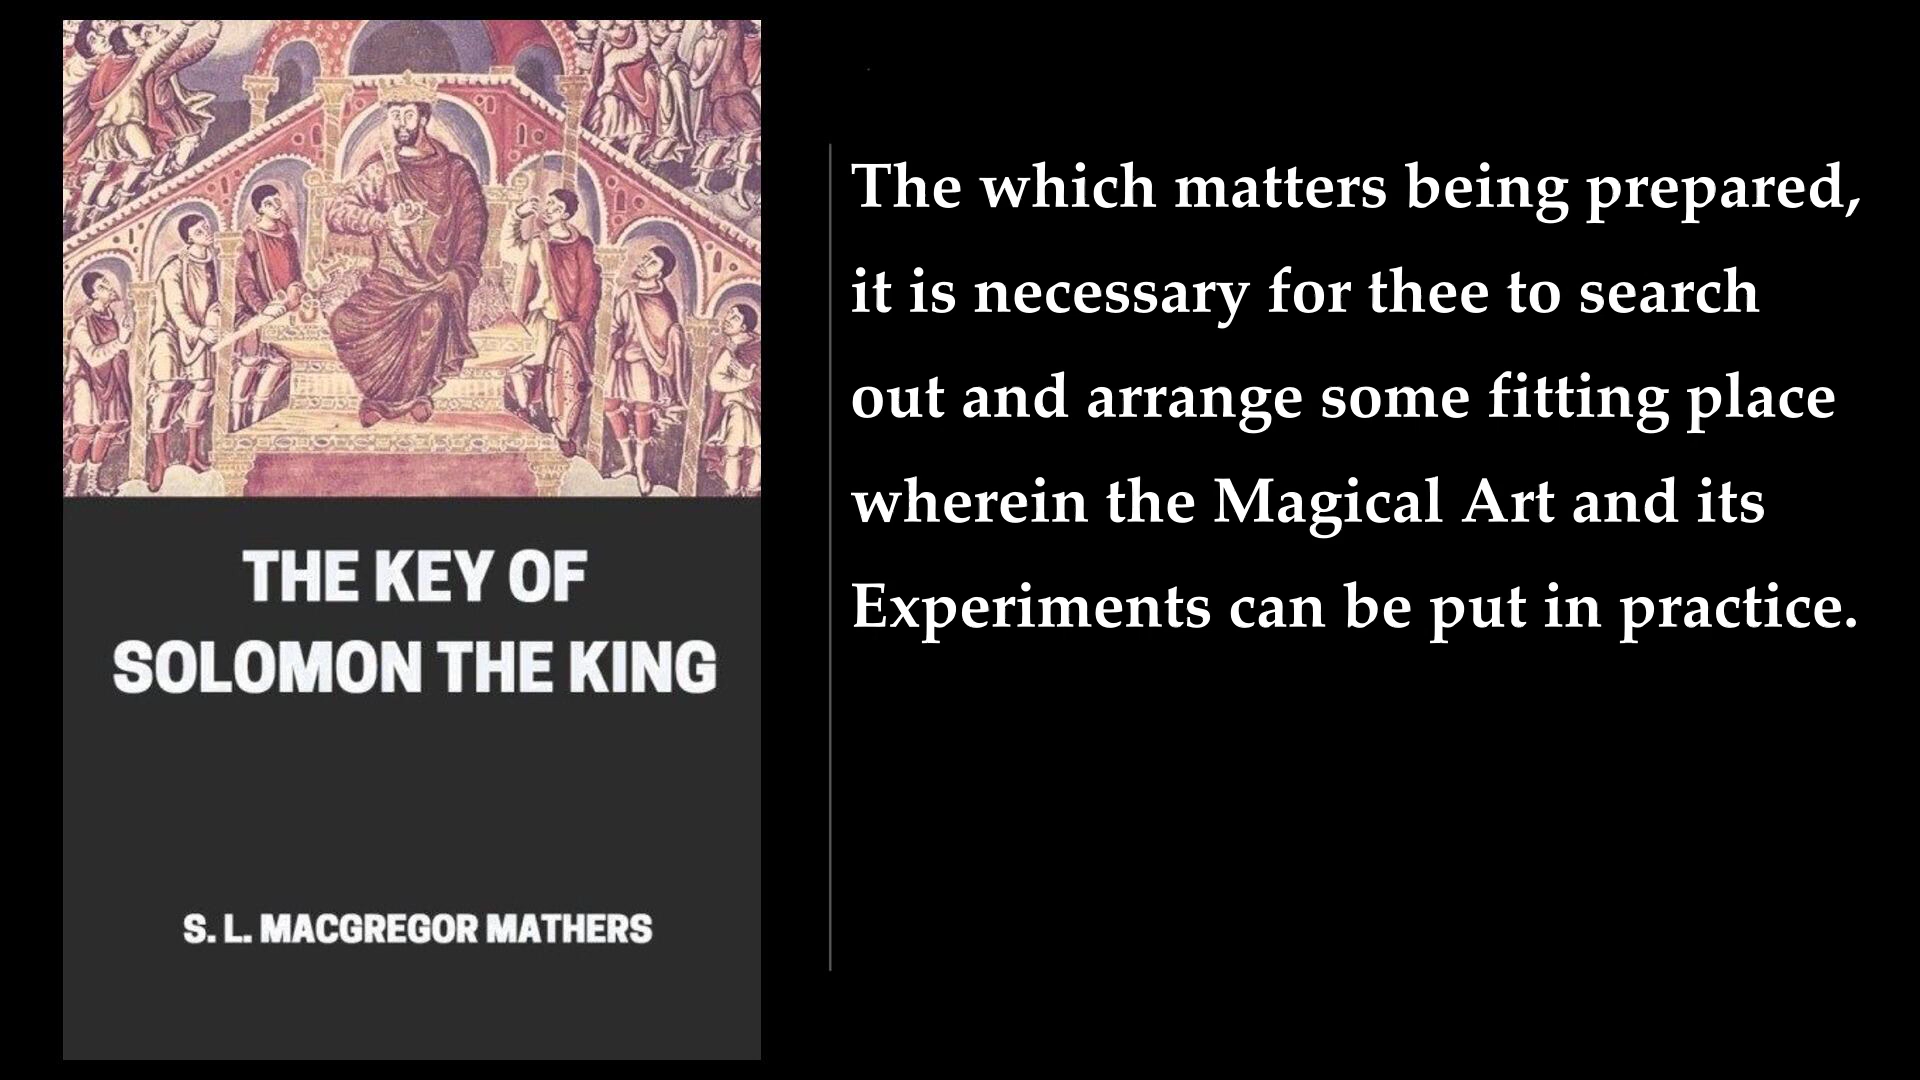 THE KEY OF
SOLOMON THE KING
S. L. MACGREGOR MATHERS
The which matters being prepared,
it is necessary for thee to search
out and arrange some fitting place
wherein the Magical Art and its
Experiments can be put in practice.